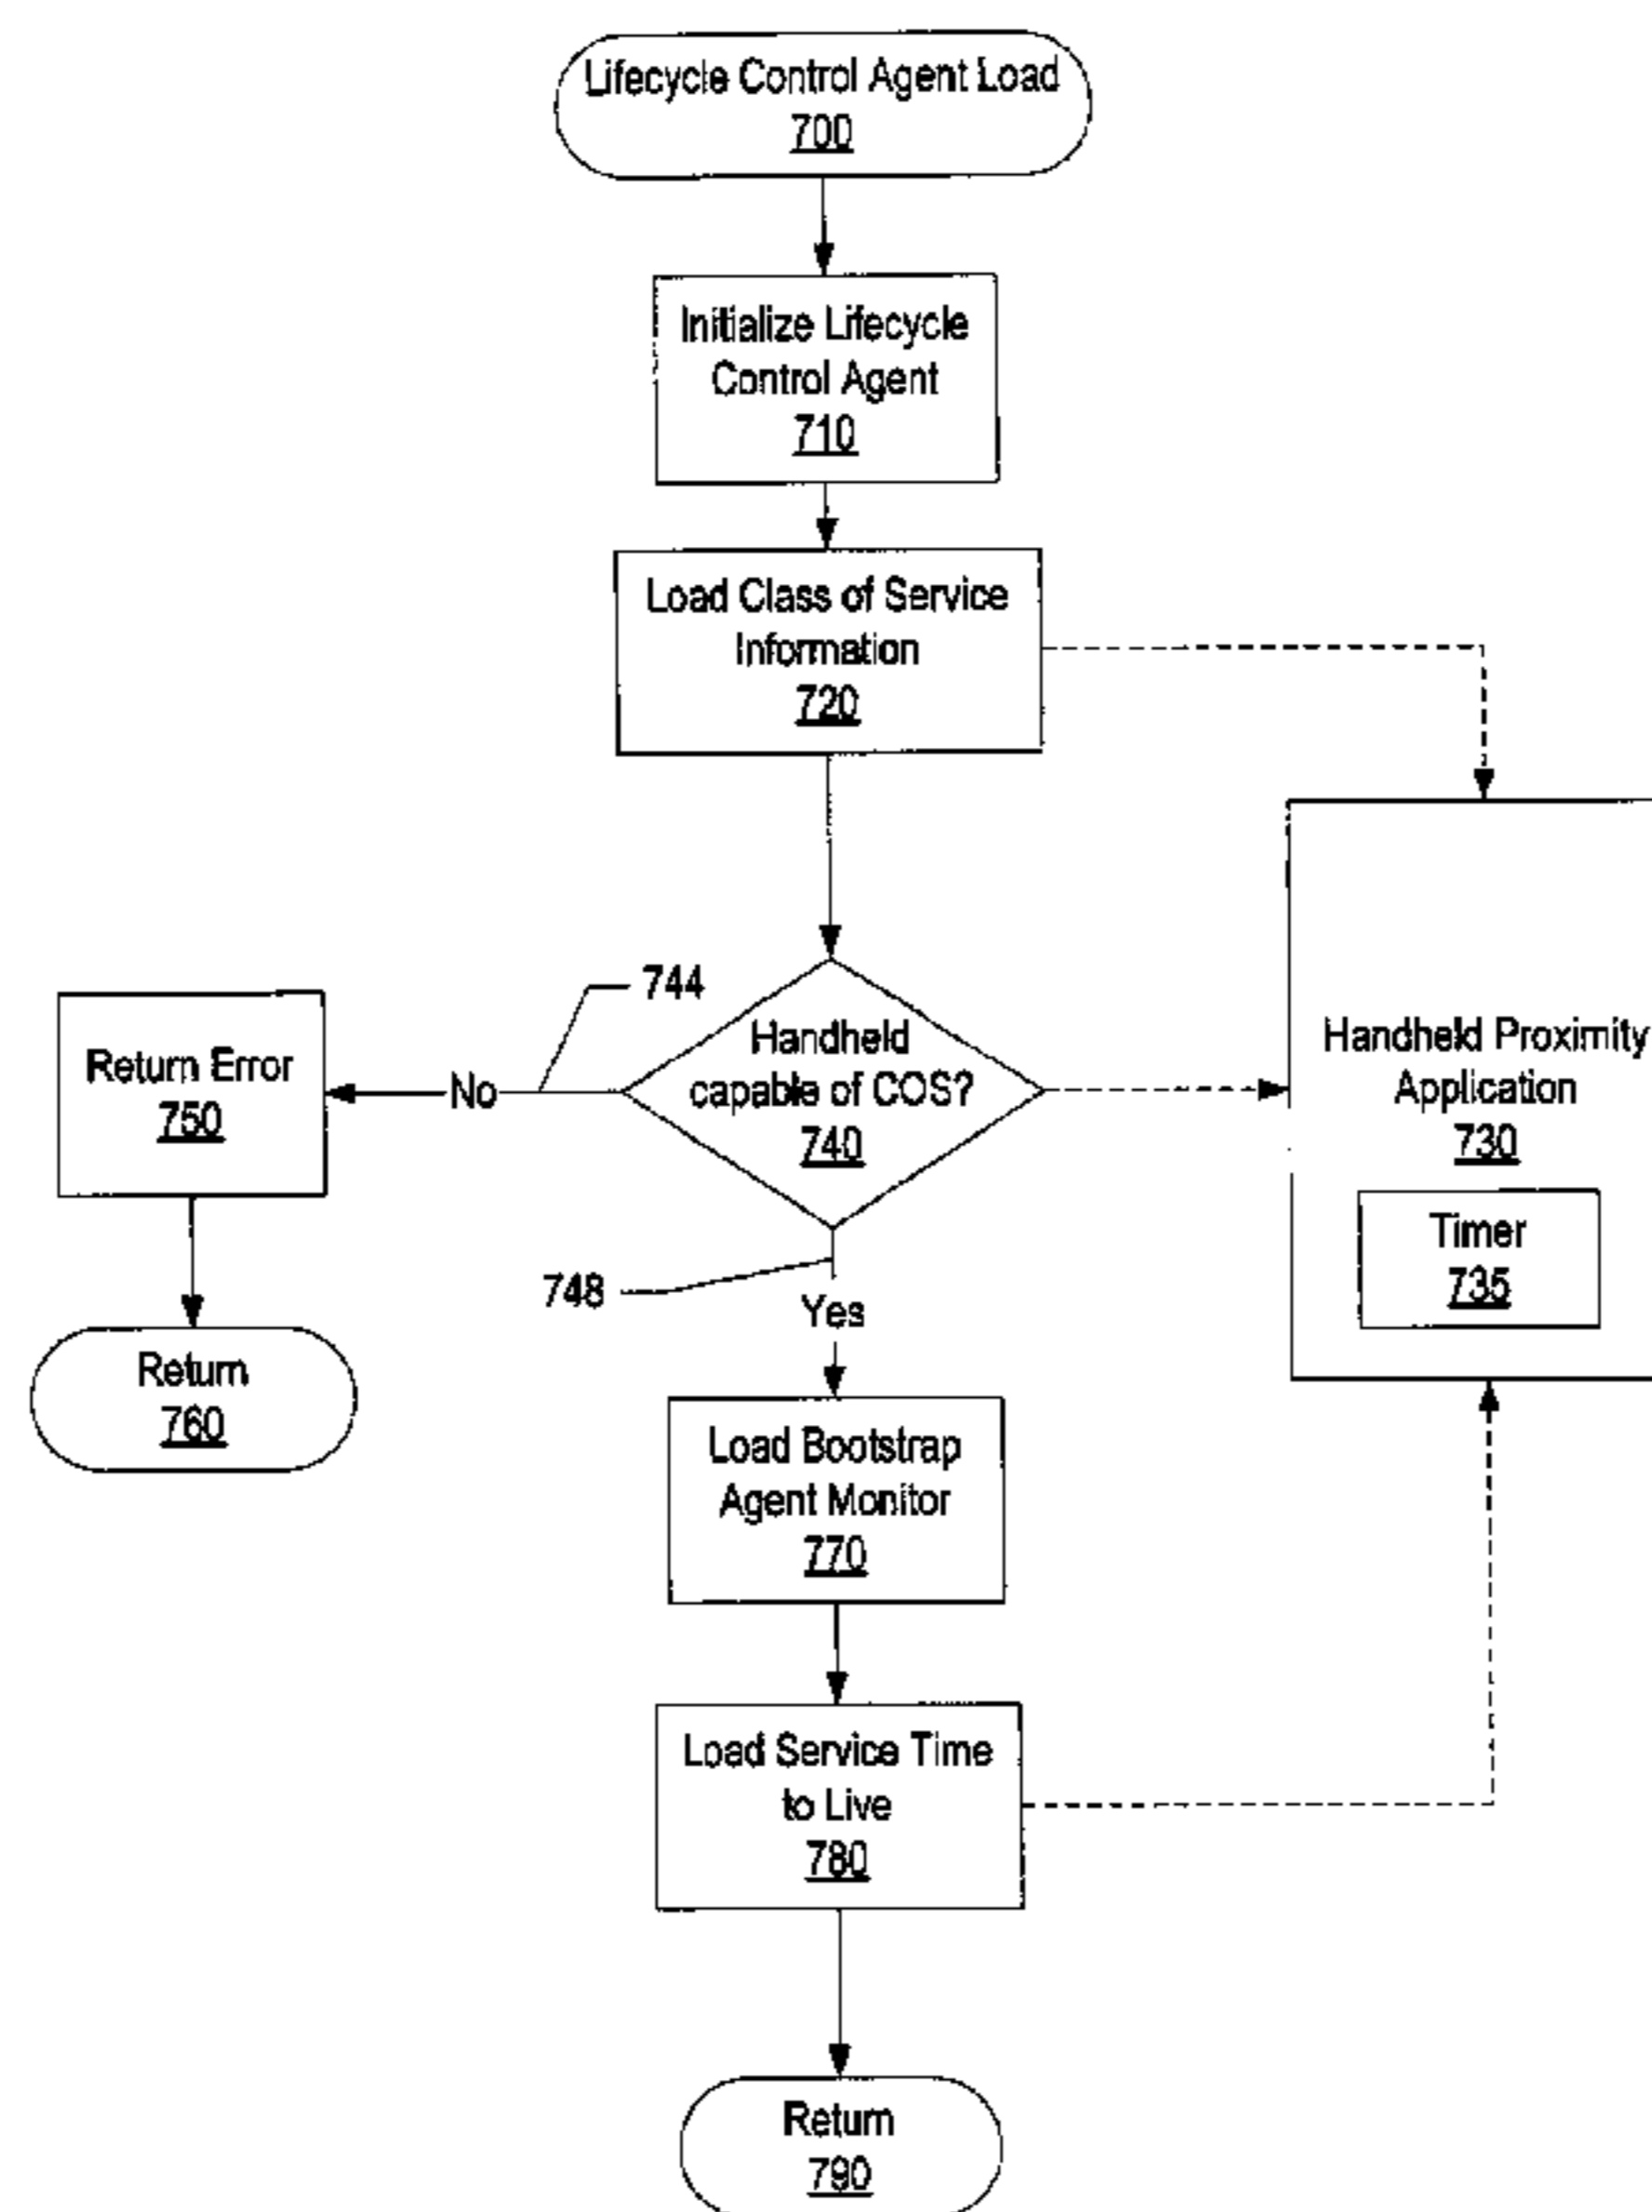 Lifecycle Control Agent Load
700
Initialize Lifecycle
Control Agent
710
Load Class of Service
Information
720
744
Handheld
capable of COS?
740
No
Return Error
750
Handheld Proximity
Application
730
Timer
735
748
Yes
Return
760
Load Bootstrap
Agent Monitor
770
Load Service Time
to Live
780
Return
790